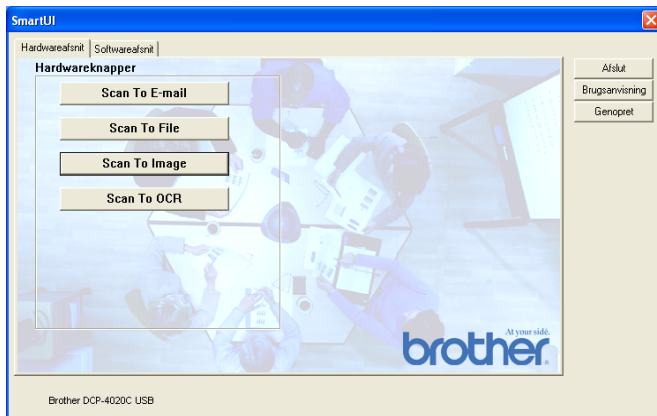 SmartUI
Hardwareafsnit
Softwareafsnit
Hardwareknapper
Scan To E-mail
Scan To File
Scan To Image
Scan To OCR
Afslut
Brugsanvisning
Genopret
At your side.
brother
Brother DCP-4020C USB